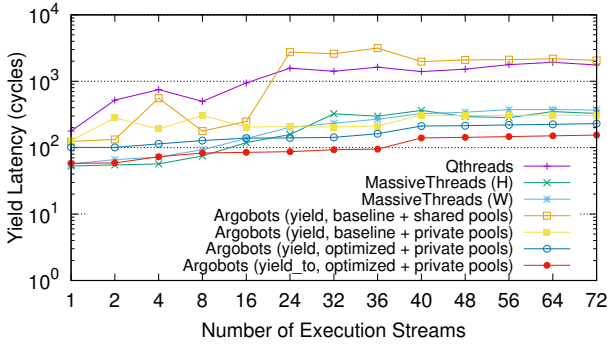 10^4
10^3
10^2
10^1
10^0
Yield Latency (cycles)
Qthreads
MassiveThreads (H)
MassiveThreads (W)
Argobots (yield, baseline + shared pools)
Argobots (yield, baseline + private pools)
Argobots (yield, optimized + private pools)
Argobots (yield_to, optimized + private pools)
1 2 4 8 16 24 32 36 40 48 56 64 72
Number of Execution Streams